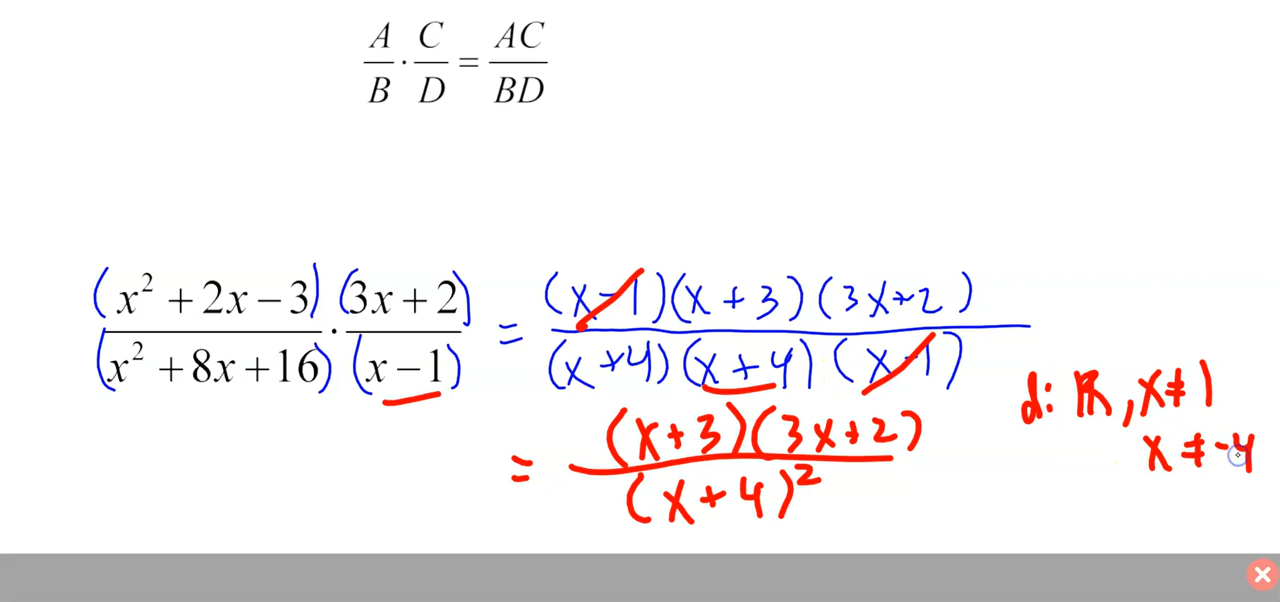 A/B · C/D = AC/BD
(x² + 2x − 3)/(x² + 8x + 16) · (3x + 2)/(x − 1) = (x − 1)(x + 3)(3x + 2)/(x + 4)(x + 4)(x − 1)
= (x + 3)(3x + 2)/(x + 4)²
d: ℝ, x ≠ 1
x ≠ -4